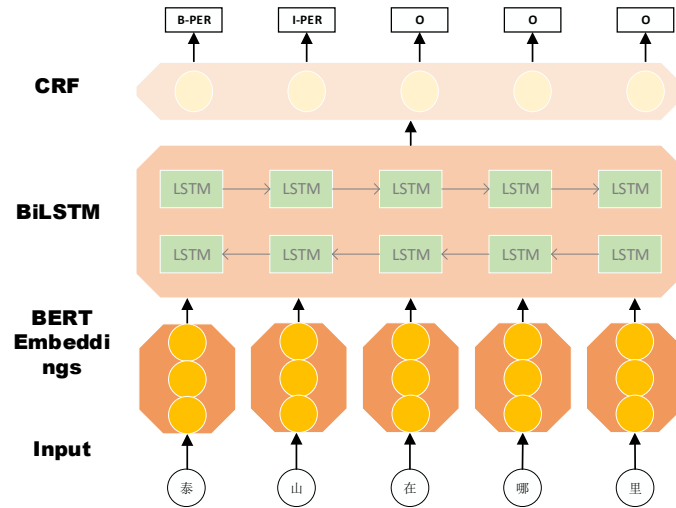 B-PER I-PER O O O
CRF
LSTM LSTM LSTM LSTM LSTM
BiLSTM
LSTM LSTM LSTM LSTM LSTM
BERT
Embeddi
ngs
Input
泰 山 在 哪 里